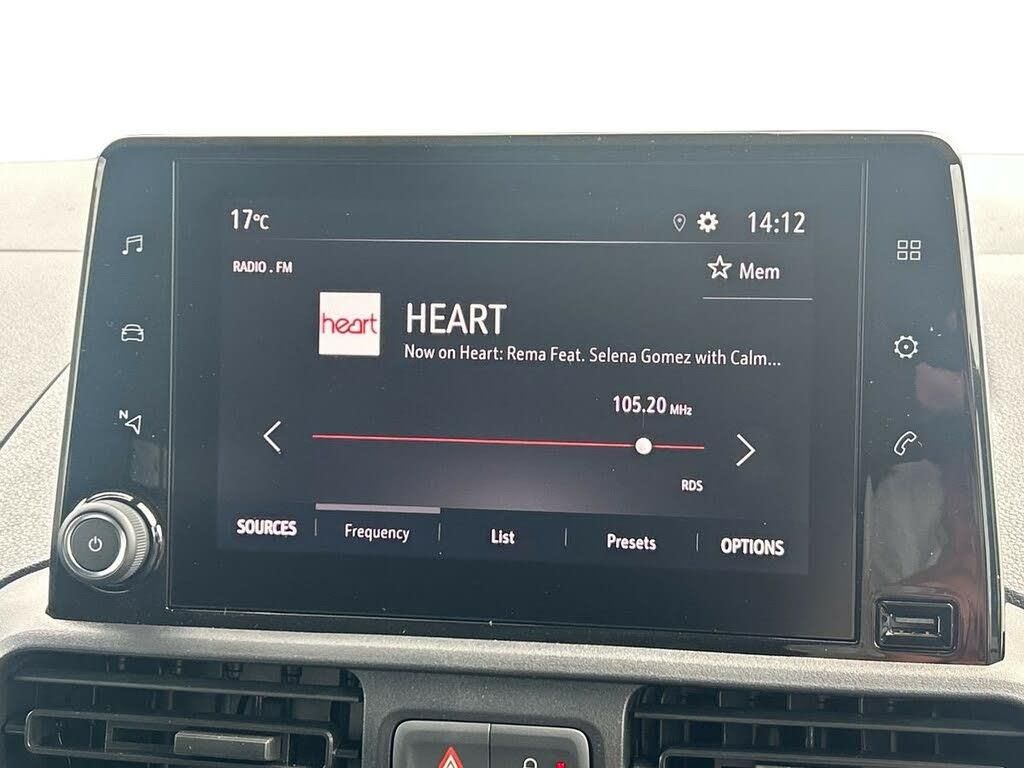 17°C
14:12
RADIO . FM
Mem
heart
HEART
Now on Heart: Rema Feat. Selena Gomez with Calm...
105.20 MHz
N
RDS
SOURCES
Frequency
List
Presets
OPTIONS